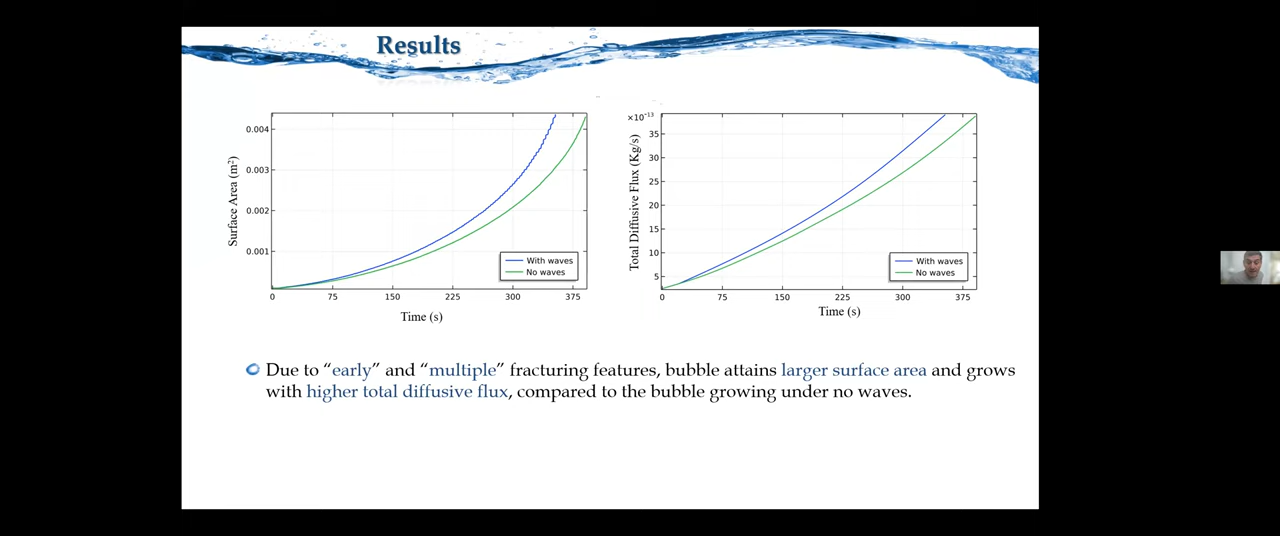 Results
Surface Area (m²)
0.004
0.003
0.002
0.001
0
75
150
225
300
375
With waves
No waves
Time (s)
Total Diffusive Flux (Kg/s)
×10⁻¹³
35
30
25
20
15
10
5
0
75
150
225
300
375
With waves
No waves
Time (s)
Due to “early” and “multiple” fracturing features, bubble attains larger surface area and grows
with higher total diffusive flux, compared to the bubble growing under no waves.